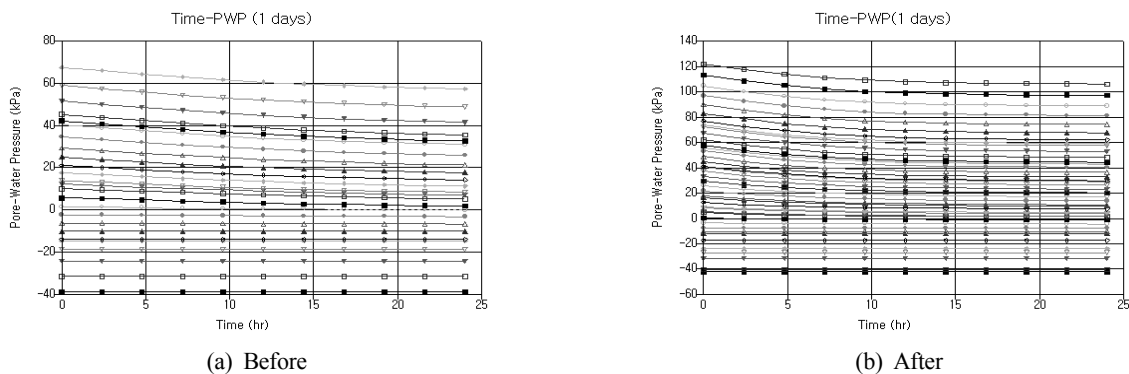 Time-PWP (1 days)
Pore-Water Pressure (kPa)
80
60
40
20
0
−20
−40
0 5 10 15 20 25
Time (hr)
(a) Before
Time-PWP(1 days)
Pore-Water Pressure (kPa)
140
120
100
80
60
40
20
0
−20
−40
−60
0 5 10 15 20 25
Time (hr)
(b) After